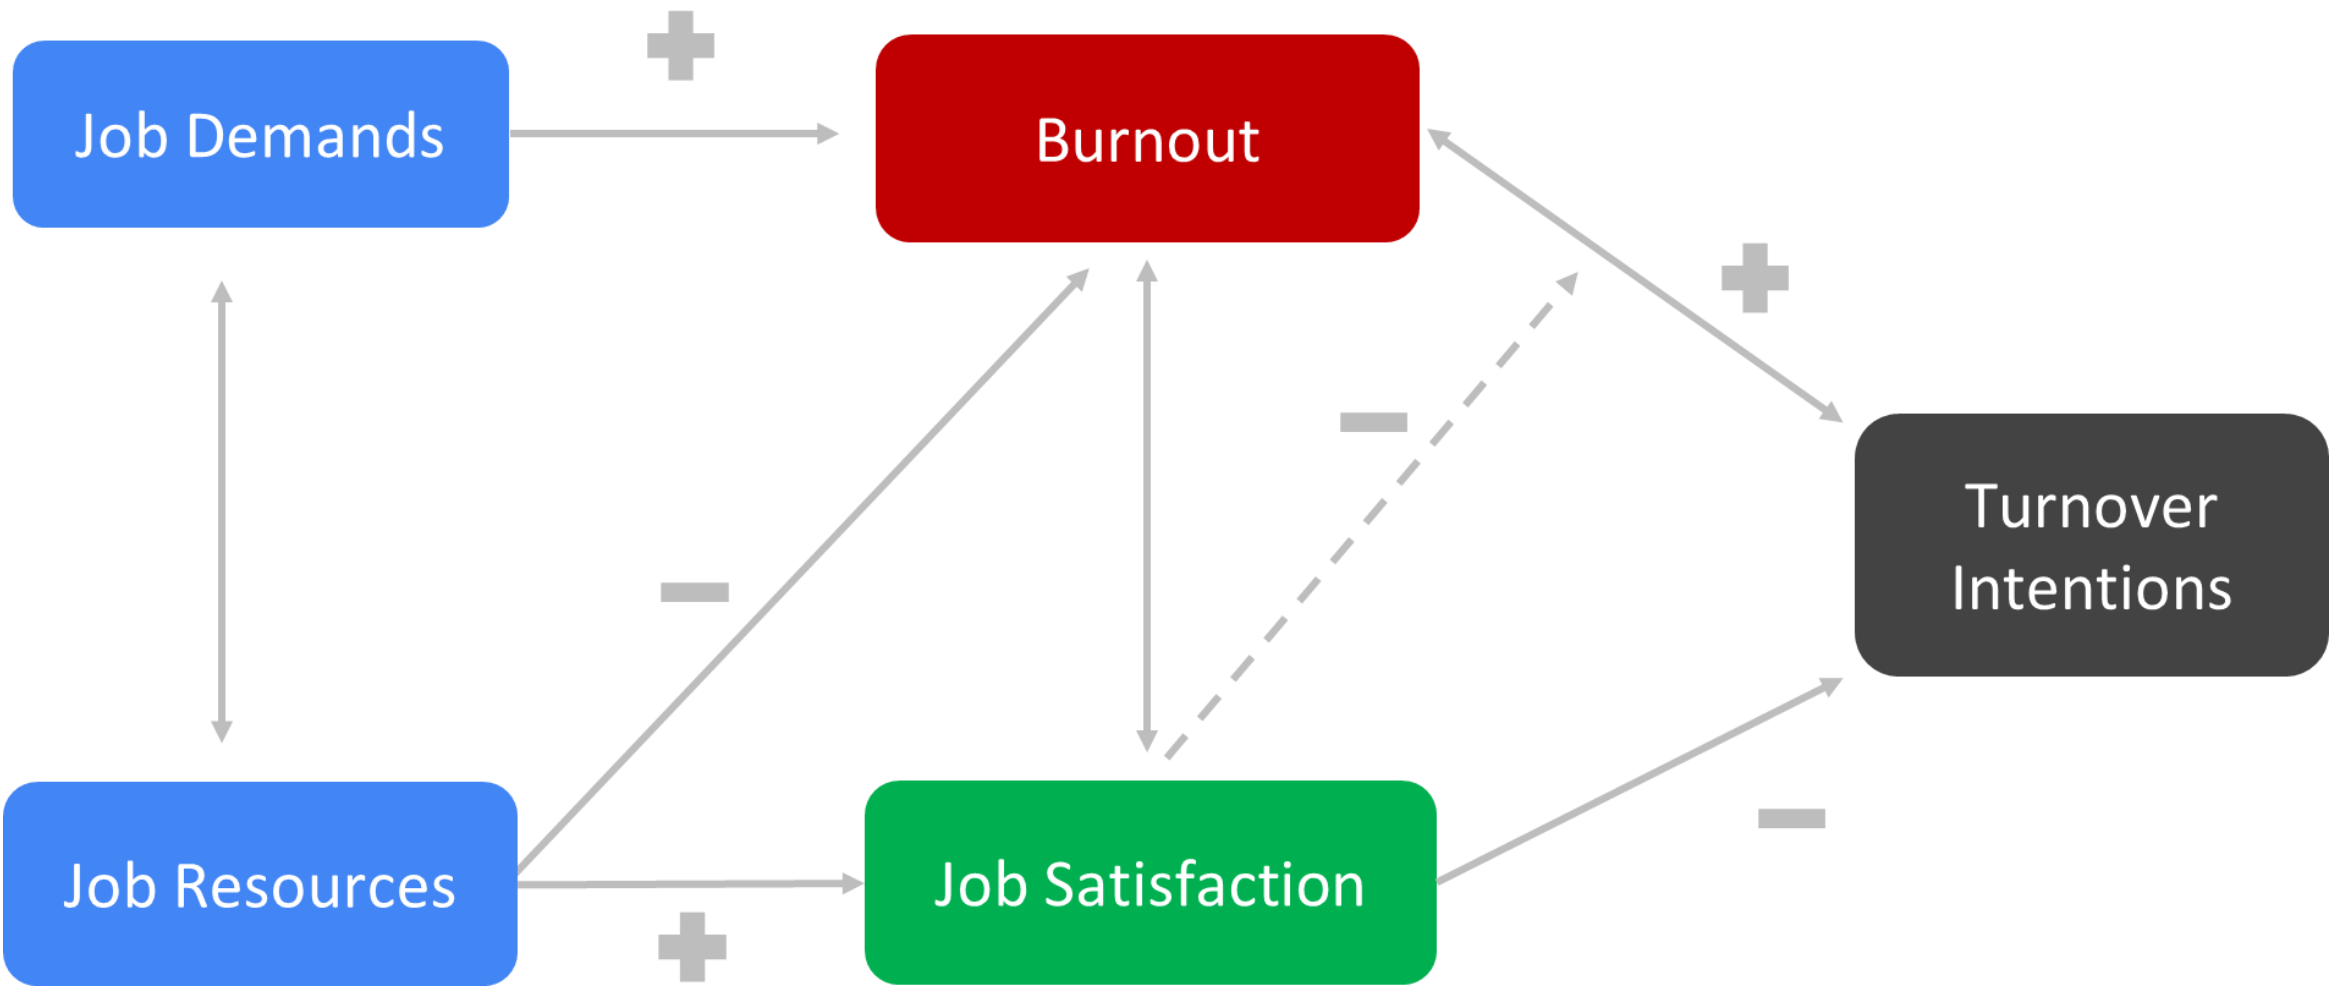 Job Demands
Burnout
Turnover
Intentions
Job Resources
Job Satisfaction